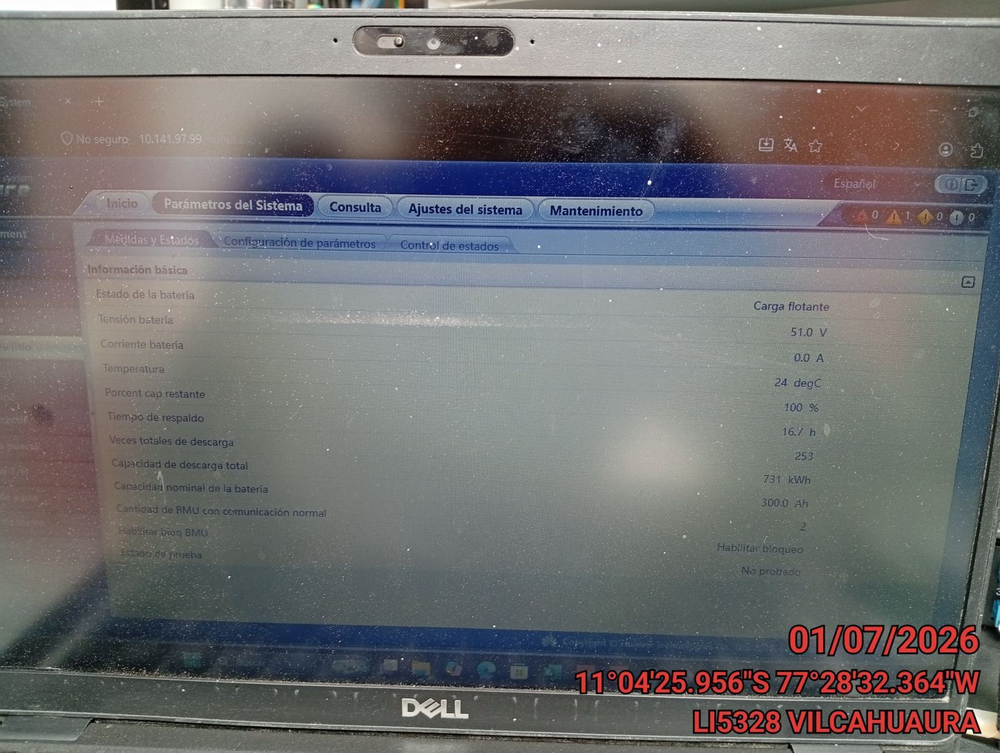 System
No seguro 10.141.97.99
Español
Inicio
Parámetros del Sistema
Consulta
Ajustes del sistema
Mantenimiento
0 1 0 0
Medidas y Estados
Configuración de parámetros
Control de estados
Información básica
Estado de la batería Carga flotante
Tensión batería 51.0 V
Corriente batería 0.0 A
Temperatura 24 degC
Porcent cap restante 100 %
Tiempo de respaldo 16.7 h
Veces totales de descarga 253
Capacidad de descarga total 731 kWh
Capacidad nominal de la batería 300.0 Ah
Cantidad de BMU con comunicación normal 2
Habilitar bloq BMU Habilitar bloqueo
Estado de prueba No probado
Copyright ©
DELL
01/07/2026
11°04'25.956"S 77°28'32.364"W
LI5328 VILCAHUAURA